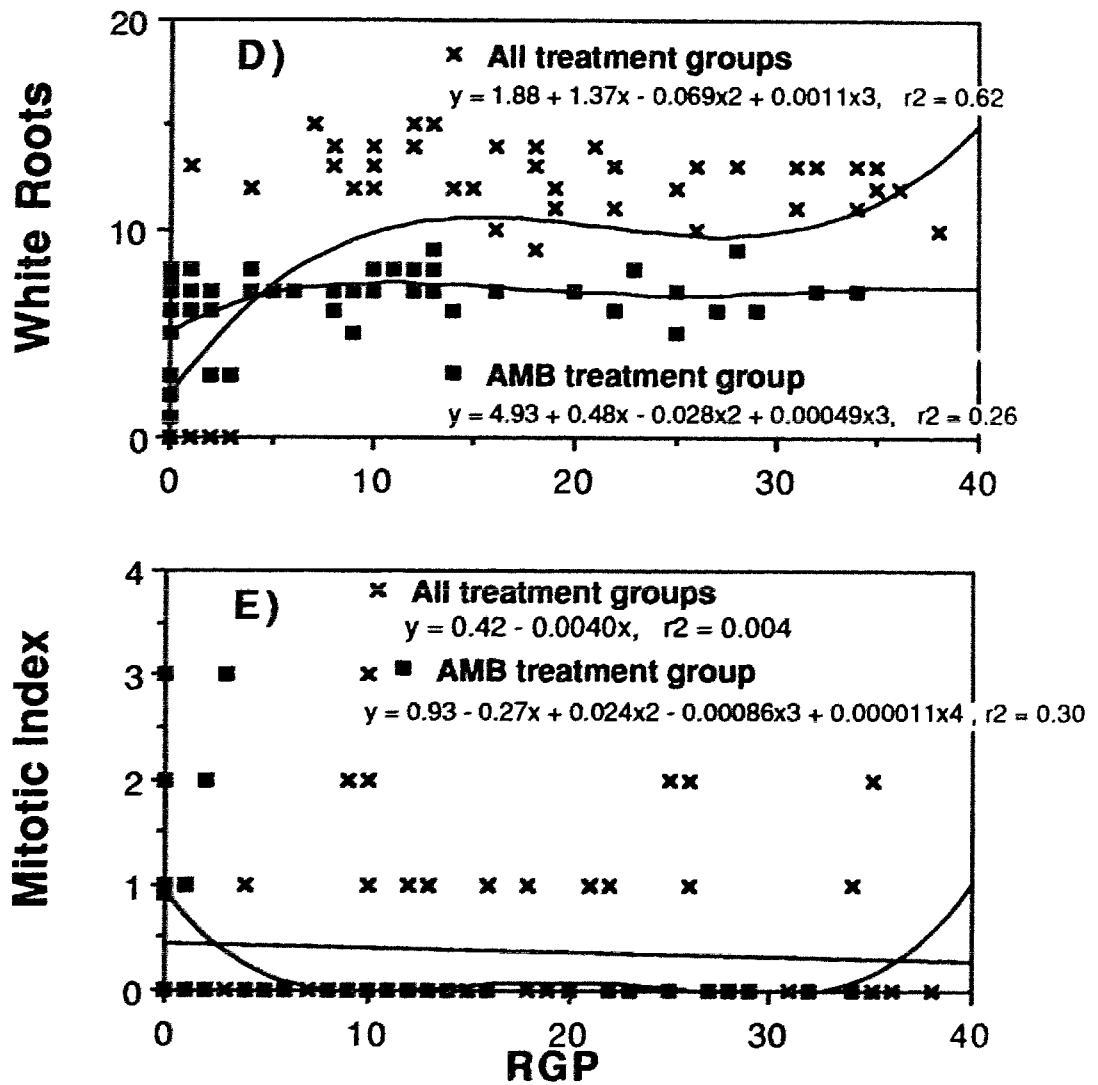 20
D)
All treatment groups
y = 1.88 + 1.37x - 0.069x2 + 0.0011x3, r2 = 0.62
White Roots
10
AMB treatment group
y = 4.93 + 0.48x - 0.028x2 + 0.00049x3, r2 = 0.26
0
0 10 20 30 40
4
E)
All treatment groups
y = 0.42 - 0.0040x, r2 = 0.004
3
AMB treatment group
y = 0.93 - 0.27x + 0.024x2 - 0.00086x3 + 0.000011x4, r2 = 0.30
Mitotic Index
2
1
0
0 10 20 30 40
RGP